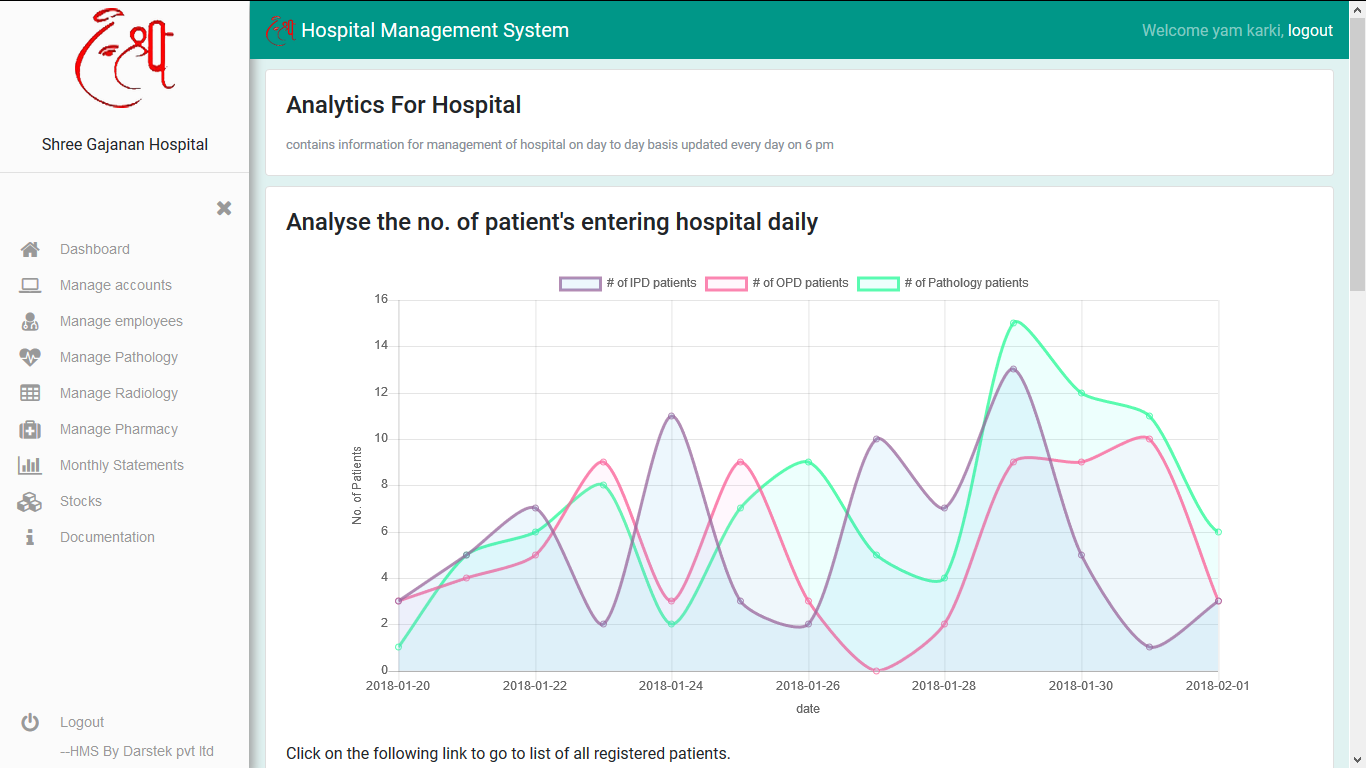 Shree Gajanan Hospital
Dashboard
Manage accounts
Manage employees
Manage Pathology
Manage Radiology
Manage Pharmacy
Monthly Statements
Stocks
Documentation
Logout
--HMS By Darstek pvt ltd
Hospital Management System
Welcome yam karki, logout
Analytics For Hospital
contains information for management of hospital on day to day basis updated every day on 6 pm
Analyse the no. of patient's entering hospital daily
# of IPD patients # of OPD patients # of Pathology patients
16
14
12
10
8
6
4
2
0
No. of Patients
2018-01-20 2018-01-22 2018-01-24 2018-01-26 2018-01-28 2018-01-30 2018-02-01
date
Click on the following link to go to list of all registered patients.